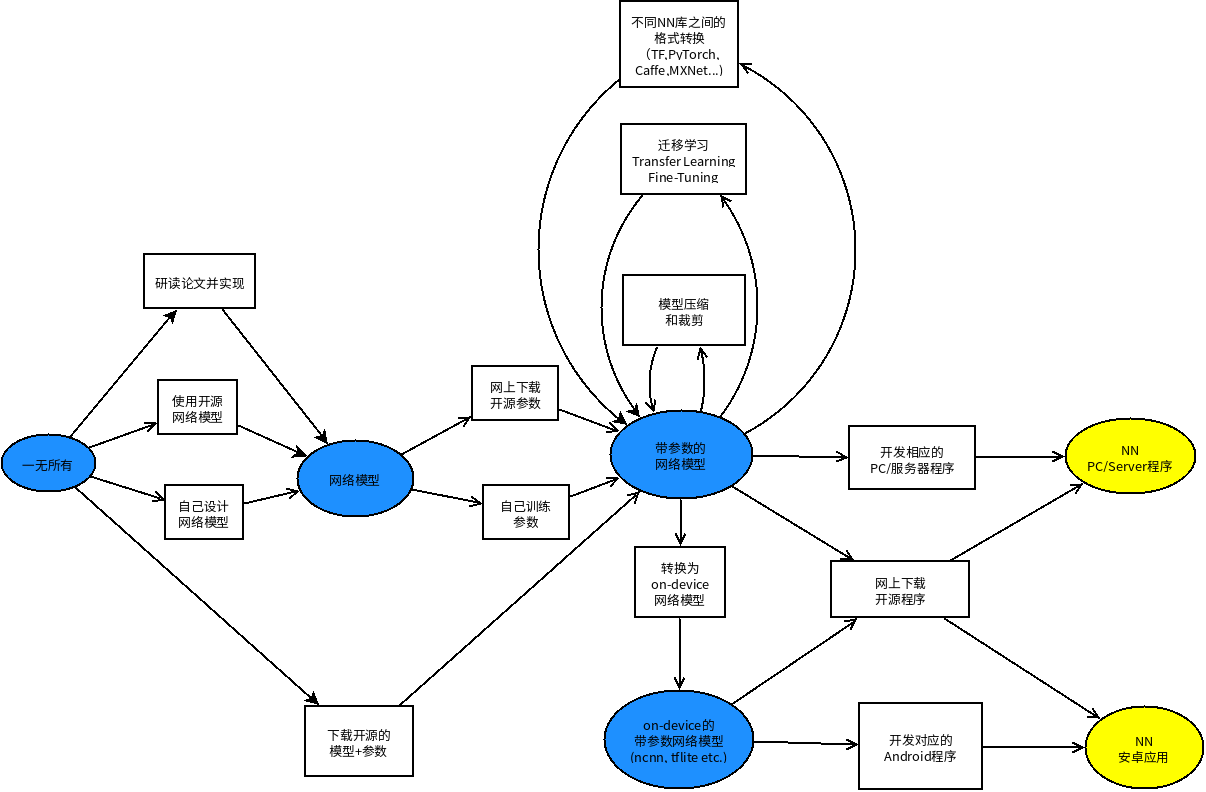 不同NN库之间的
格式转换
（TF,PyTorch,
Caffe,MXNet...)
迁移学习
Transfer Learning
Fine-Tuning
研读论文并实现
模型压缩
和裁剪
使用开源
网络模型
网上下载
开源参数
一无所有
网络模型
带参数的
网络模型
开发相应的
PC/服务器程序
NN
PC/Server程序
自己设计
网络模型
自己训练
参数
转换为
on-device
网络模型
网上下载
开源程序
下载开源的
模型+参数
on-device的
带参数网络模型
(ncnn, tflite etc.)
开发对应的
Android程序
NN
安卓应用